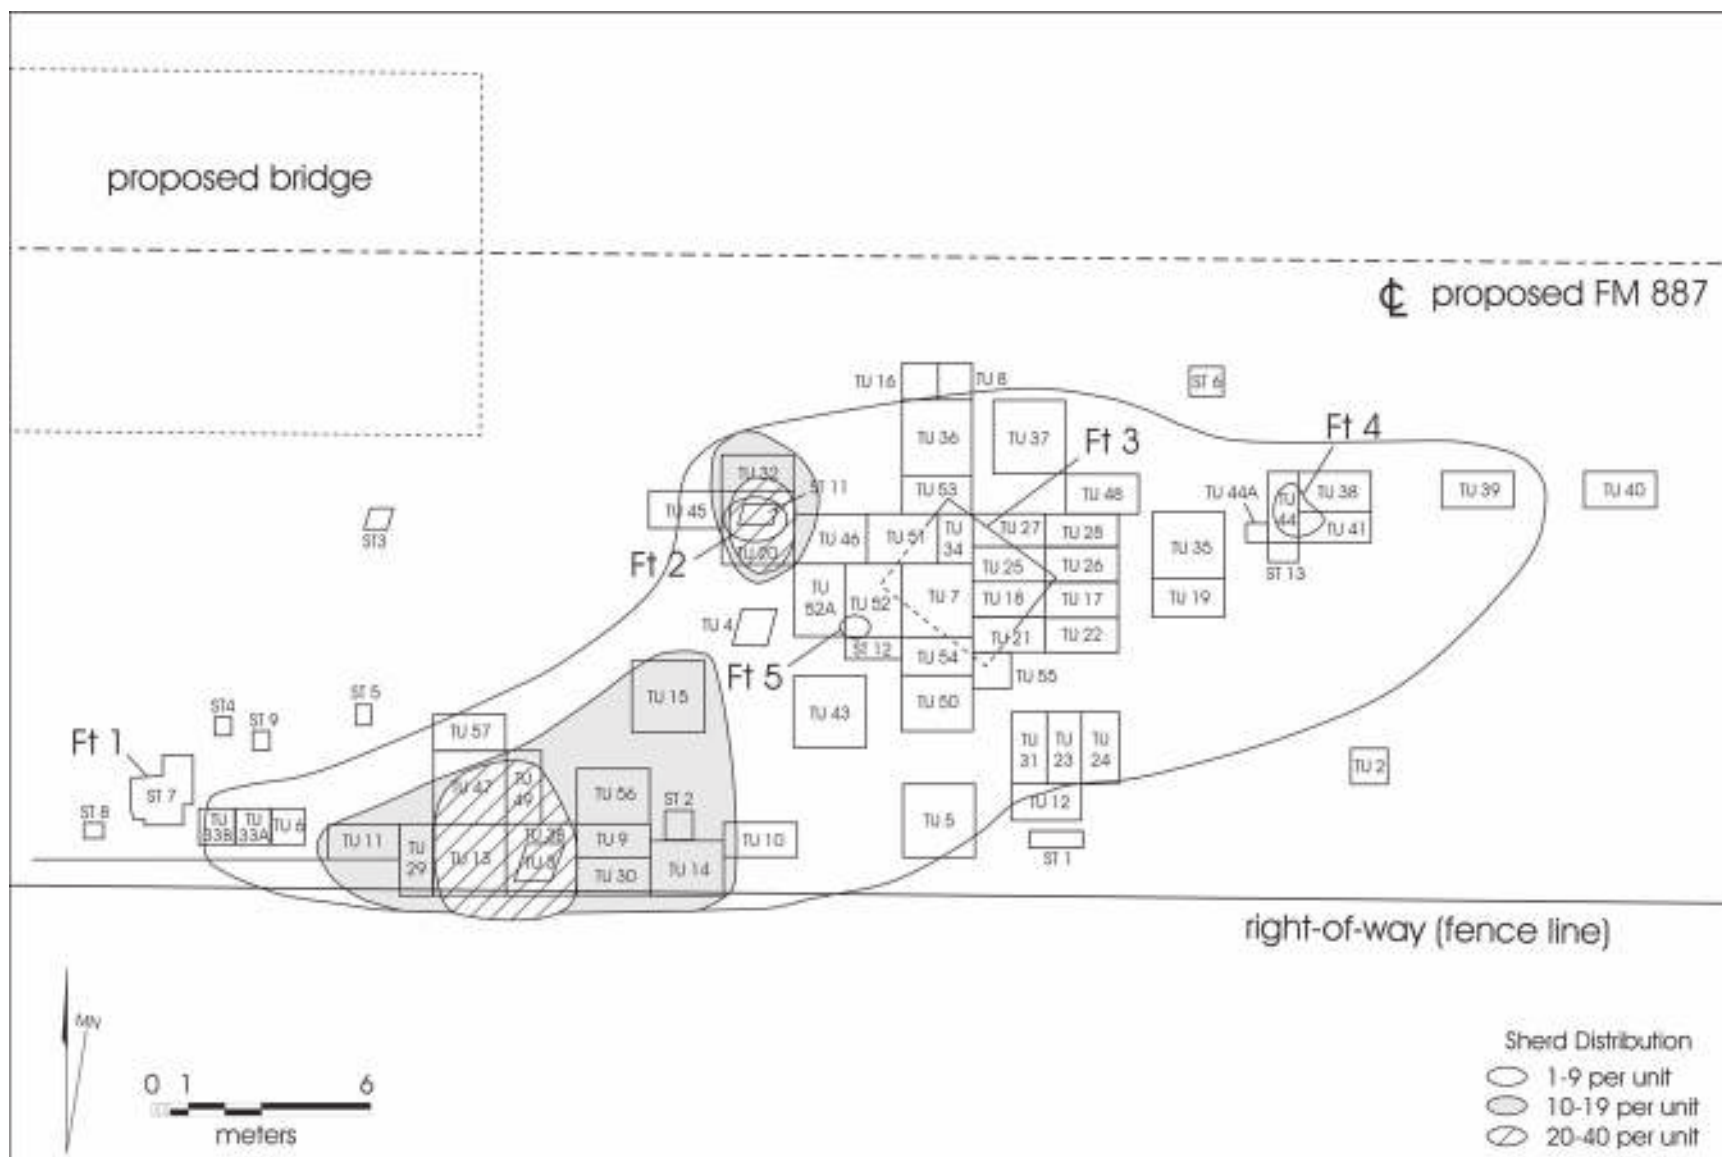 proposed bridge
℄ proposed FM 887
TU 16
TU 8
ST 6
TU 36
TU 37
Ft 3
Ft 4
TU 32
ST 11
TU 53
TU 48
TU 44A
TU
44
TU 38
TU 39
TU 40
TU 45
ST3
TU 46
TU 51
TU
34
TU 27
TU 28
TU 35
TU 41
Ft 2
TU 20
TU 25
TU 26
ST 13
TU
52A
TU 52
TU 7
TU 18
TU 17
TU 19
TU 4
TU 21
TU 22
ST 12
TU 54
Ft 5
TU 55
TU 15
TU 43
TU 50
ST4
ST 9
ST 5
TU 57
Ft 1
TU
31
TU
23
TU
24
TU 2
ST 7
TU 47
TU
49
TU 56
ST 2
TU 12
ST 8
TU
33B
TU
33A
TU 6
TU 11
TU
29
TU 13
TU 3
TU 9
TU 10
TU 5
ST 1
TU 30
TU 14
right-of-way (fence line)
MN
0 1 6
meters
Sherd Distribution
1-9 per unit
10-19 per unit
20-40 per unit